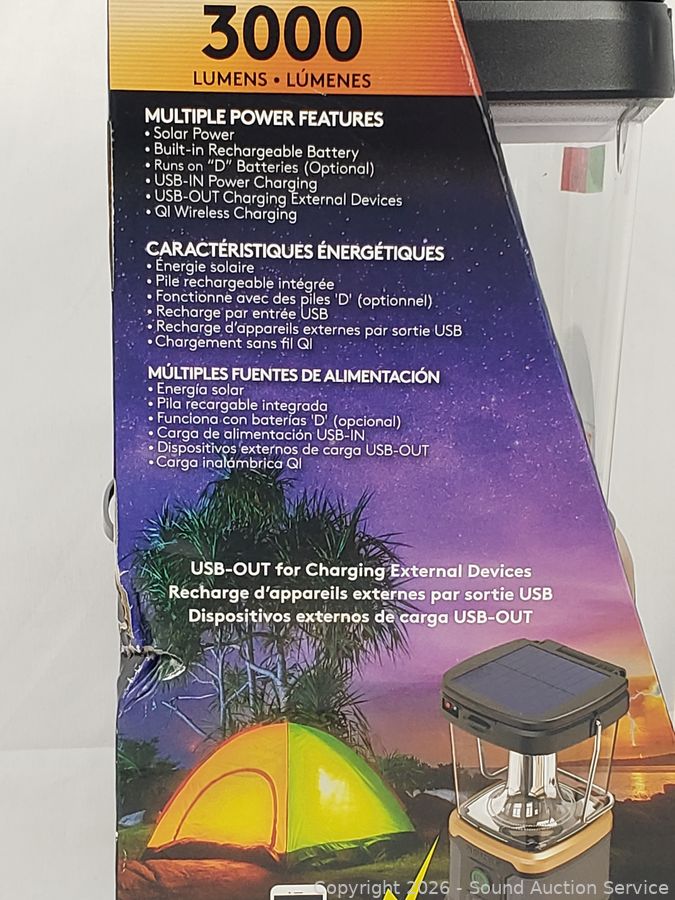 3000
LUMENS • LÚMENES
MULTIPLE POWER FEATURES
• Solar Power
• Built-in Rechargeable Battery
• Runs on "D" Batteries (Optional)
• USB-IN Power Charging
• USB-OUT Charging External Devices
• QI Wireless Charging
CARACTÉRISTIQUES ÉNERGÉTIQUES
• Énergie solaire
• Pile rechargeable intégrée
• Fonctionne avec des piles 'D' (optionnel)
• Recharge par entrée USB
• Recharge d'appareils externes par sortie USB
• Chargement sans fil QI
MÚLTIPLES FUENTES DE ALIMENTACIÓN
• Energía solar
• Pila recargable integrada
• Funciona con baterías 'D' (opcional)
• Carga de alimentación USB-IN
• Dispositivos externos de carga USB-OUT
• Carga inalámbrica QI
USB-OUT for Charging External Devices
Recharge d'appareils externes par sortie USB
Dispositivos externos de carga USB-OUT
Copyright 2026 - Sound Auction Service